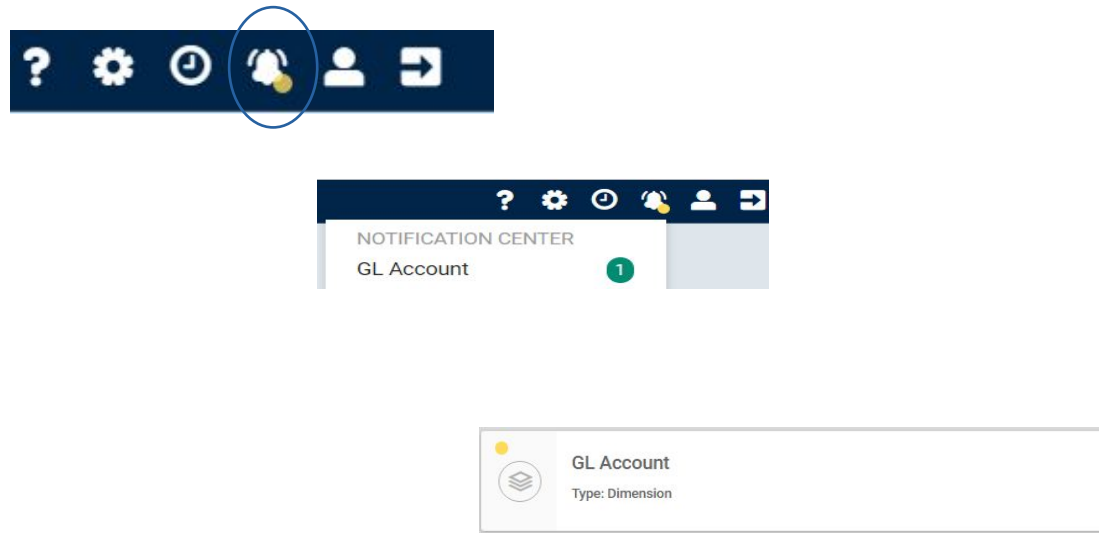 ?
?
NOTIFICATION CENTER
GL Account 1
GL Account
Type: Dimension